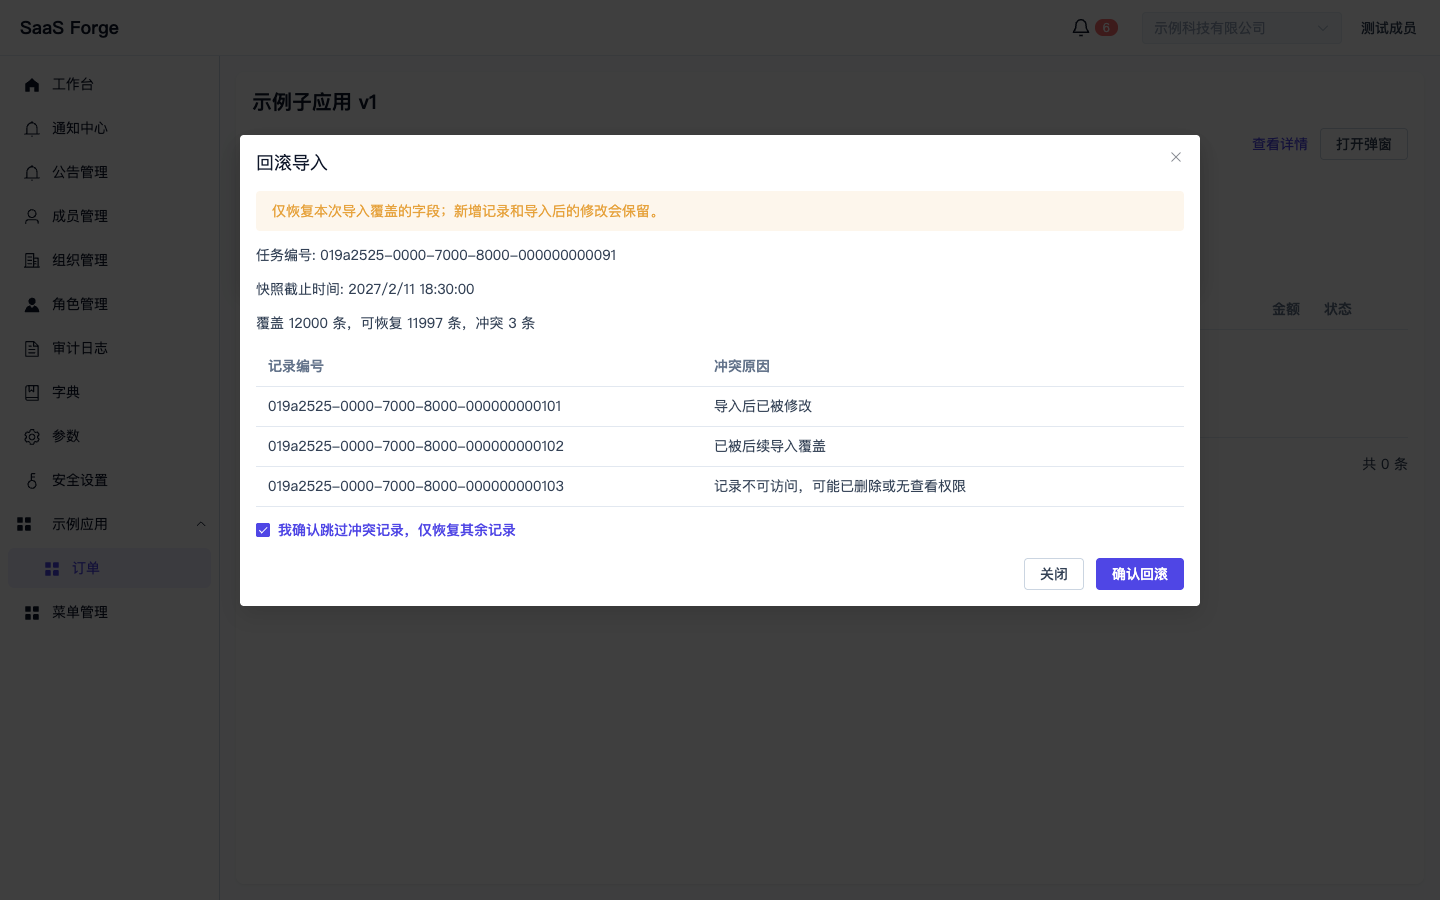 SaaS Forge
6
示例科技有限公司
测试成员
工作台
通知中心
公告管理
成员管理
组织管理
角色管理
审计日志
字典
参数
安全设置
示例应用
订单
菜单管理
示例子应用 v1
查看详情
打开弹窗
金额
状态
共 0 条
回滚导入
仅恢复本次导入覆盖的字段；新增记录和导入后的修改会保留。
任务编号: 019a2525-0000-7000-8000-000000000091
快照截止时间: 2027/2/11 18:30:00
覆盖 12000 条，可恢复 11997 条，冲突 3 条
记录编号 冲突原因
019a2525-0000-7000-8000-000000000101 导入后已被修改
019a2525-0000-7000-8000-000000000102 已被后续导入覆盖
019a2525-0000-7000-8000-000000000103 记录不可访问，可能已删除或无查看权限
我确认跳过冲突记录，仅恢复其余记录
关闭
确认回滚